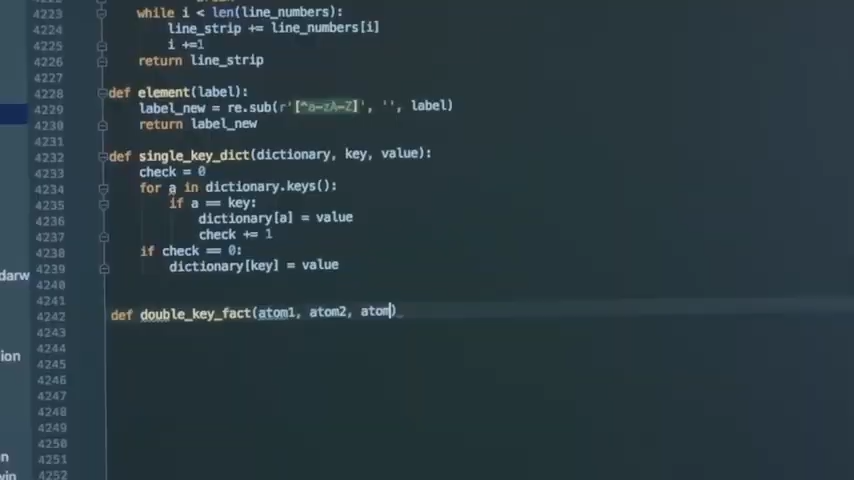 4223 while i < len(line_numbers):
4224 line_strip += line_numbers[i]
4225 i +=1
4226 return line_strip
4227
4228 def element(label):
4229 label_new = re.sub(r'[^a-zA-Z]', '', label)
4230 return label_new
4231
4232 def single_key_dict(dictionary, key, value):
4233 check = 0
4234 for a in dictionary.keys():
4235 if a == key:
4236 dictionary[a] = value
4237 check += 1
4238 if check == 0:
darw 4239 dictionary[key] = value
4240
4241
4242 def double_key_fact(atom1, atom2, atom)
4243
4244
ion 4245
4246
4247
4248
4249
4250
n 4251
win 4252